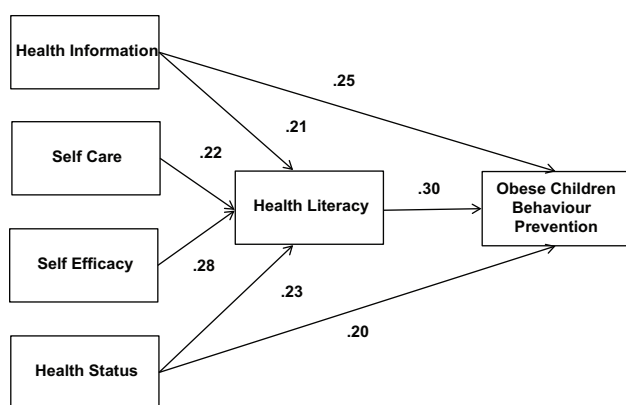 Health Information
.25
.21
Self Care
.22
Health Literacy
.30
Obese Children
Behaviour
Prevention
Self Efficacy
.28
.23
.20
Health Status